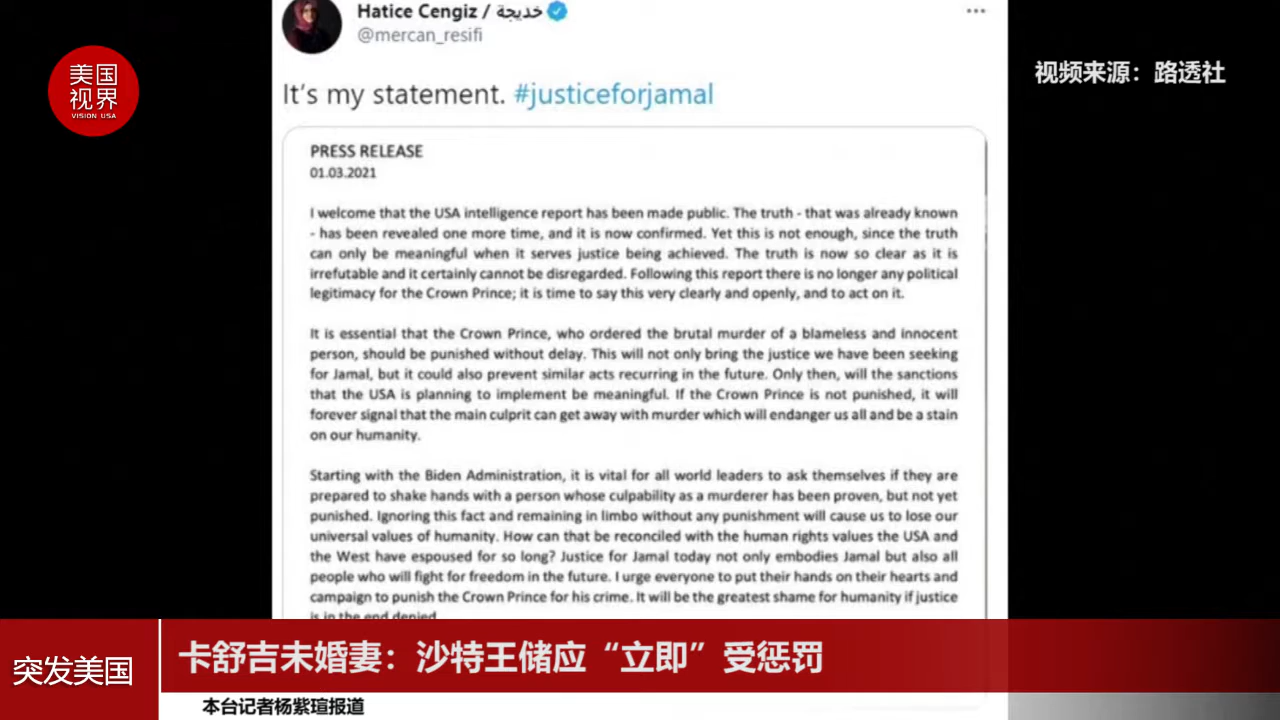 Hatice Cengiz / خديجة
@mercan_resifi
美国
视界
VISION USA
视频来源：路透社
It's my statement. #justiceforjamal
PRESS RELEASE
01.03.2021
I welcome that the USA intelligence report has been made public. The truth - that was already known
- has been revealed one more time, and it is now confirmed. Yet this is not enough, since the truth
can only be meaningful when it serves justice being achieved. The truth is now so clear as it is
irrefutable and it certainly cannot be disregarded. Following this report there is no longer any political
legitimacy for the Crown Prince; it is time to say this very clearly and openly, and to act on it.
It is essential that the Crown Prince, who ordered the brutal murder of a blameless and innocent
person, should be punished without delay. This will not only bring the justice we have been seeking
for Jamal, but it could also prevent similar acts recurring in the future. Only then, will the sanctions
that the USA is planning to implement be meaningful. If the Crown Prince is not punished, it will
forever signal that the main culprit can get away with murder which will endanger us all and be a stain
on our humanity.
Starting with the Biden Administration, it is vital for all world leaders to ask themselves if they are
prepared to shake hands with a person whose culpability as a murderer has been proven, but not yet
punished. Ignoring this fact and remaining in limbo without any punishment will cause us to lose our
universal values of humanity. How can that be reconciled with the human rights values the USA and
the West have espoused for so long? Justice for Jamal today not only embodies Jamal but also all
people who will fight for freedom in the future. I urge everyone to put their hands on their hearts and
campaign to punish the Crown Prince for his crime. It will be the greatest shame for humanity if justice
is in the end denied
突发美国
卡舒吉未婚妻：沙特王储应“立即”受惩罚
本台记者杨紫瑄报道